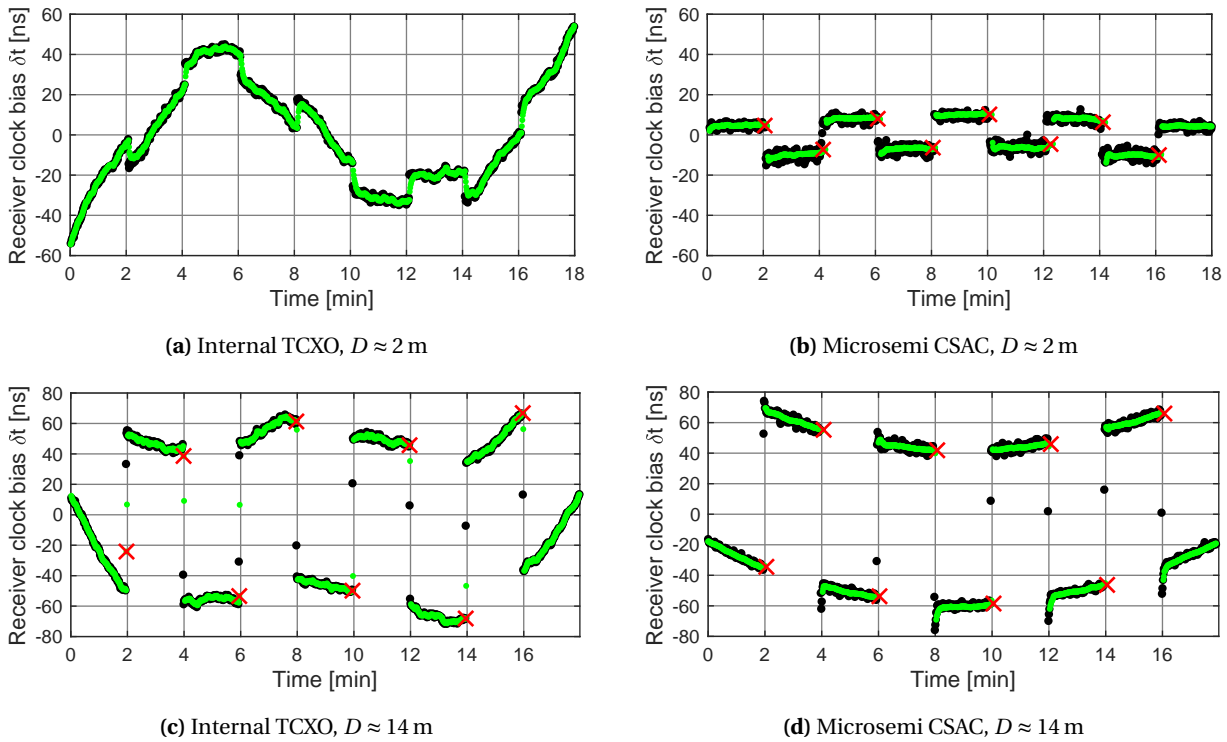 Receiver clock bias δt [ns]
60
40
20
0
-20
-40
-60
0 2 4 6 8 10 12 14 16 18
Time [min]
(a) Internal TCXO, D ≈ 2 m
Receiver clock bias δt [ns]
60
40
20
0
-20
-40
-60
0 2 4 6 8 10 12 14 16 18
Time [min]
(b) Microsemi CSAC, D ≈ 2 m
Receiver clock bias δt [ns]
80
60
40
20
0
-20
-40
-60
-80
0 2 4 6 8 10 12 14 16 18
Time [min]
(c) Internal TCXO, D ≈ 14 m
Receiver clock bias δt [ns]
80
60
40
20
0
-20
-40
-60
-80
0 2 4 6 8 10 12 14 16
Time [min]
(d) Microsemi CSAC, D ≈ 14 m